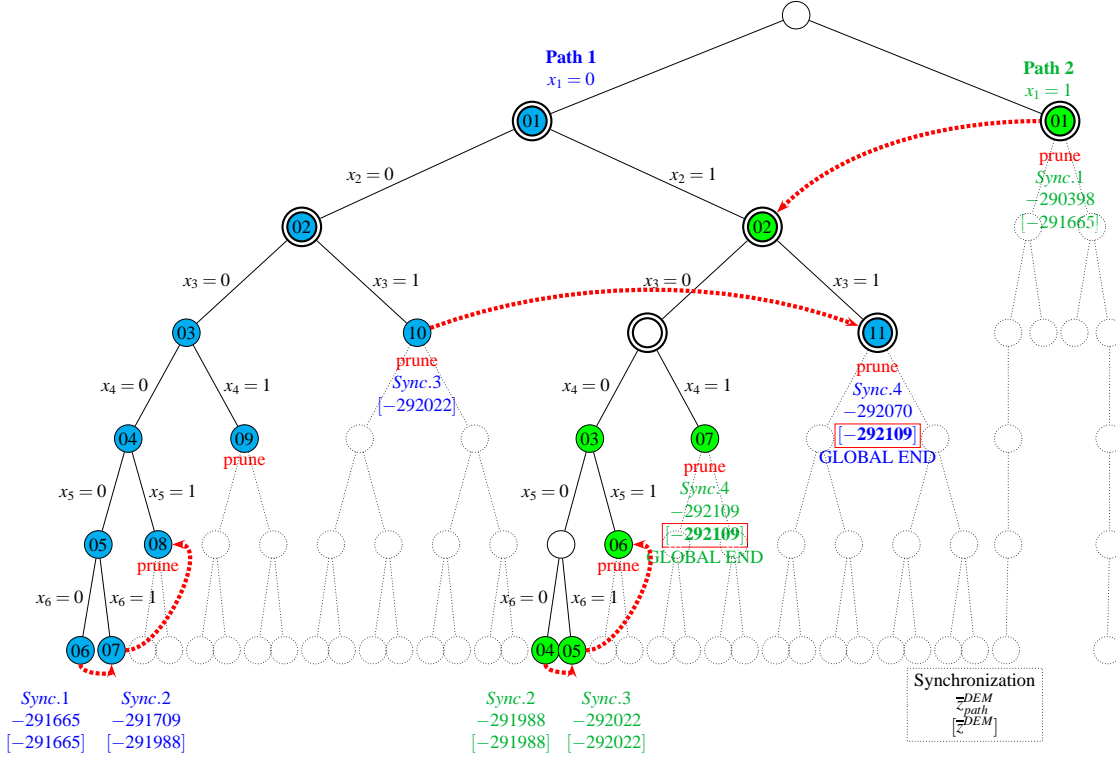 Path 1
x1 = 0
Path 2
x1 = 1
01
01
prune
Sync.1
−290398
[−291665]
x2 = 0
x2 = 1
02
02
x3 = 0
x3 = 1
x3 = 0
x3 = 1
03
10
11
prune
Sync.3
[−292022]
prune
Sync.4
−292070
[−292109]
GLOBAL END
x4 = 0
x4 = 1
x4 = 0
x4 = 1
04
09
prune
03
07
prune
Sync.4
−292109
[−292109]
GLOBAL END
x5 = 0
x5 = 1
x5 = 0
x5 = 1
05
08
prune
06
prune
x6 = 0
x6 = 1
x6 = 0
x6 = 1
06
07
04
05
Sync.1
−291665
[−291665]
Sync.2
−291709
[−291988]
Sync.2
−291988
[−291988]
Sync.3
−292022
[−292022]
Synchronization
z̅ DEM path
[z̅ DEM]